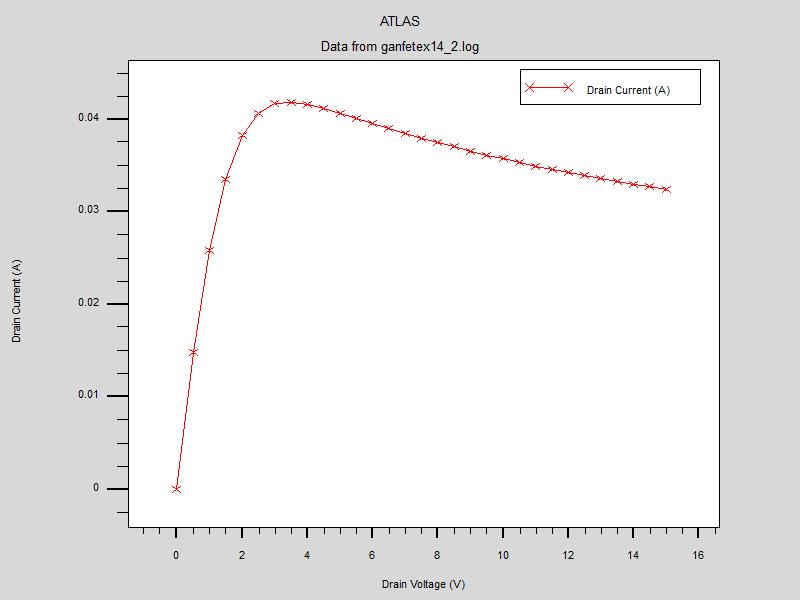 ATLAS
Data from ganfetex14_2.log
Drain Current (A)
0.04
0.03
0.02
0.01
0
Drain Current (A)
0 2 4 6 8 10 12 14 16
Drain Voltage (V)